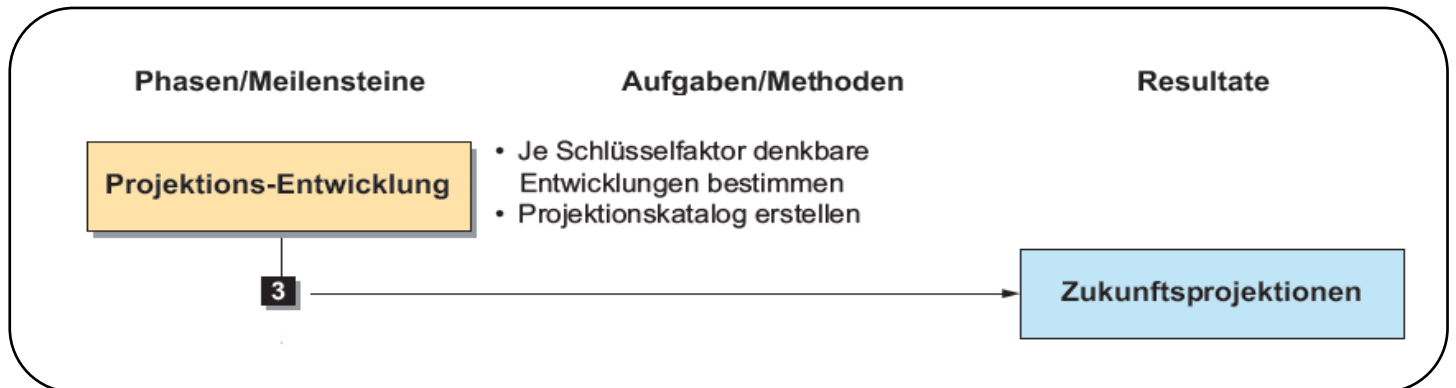 Phasen/Meilensteine Aufgaben/Methoden Resultate
Projektions-Entwicklung
• Je Schlüsselfaktor denkbare
Entwicklungen bestimmen
• Projektionskatalog erstellen
3
Zukunftsprojektionen